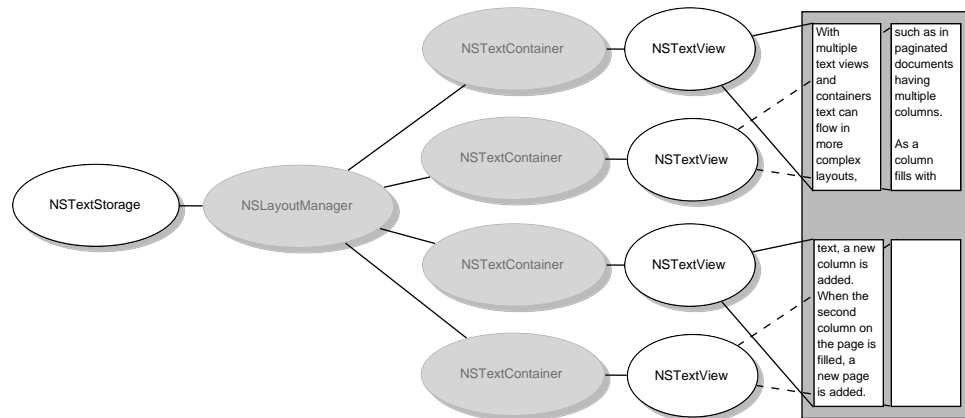 NSTextStorage
NSLayoutManager
NSTextContainer
NSTextView
NSTextContainer
NSTextView
NSTextContainer
NSTextView
NSTextContainer
NSTextView
With
multiple
text views
and
containers
text can
flow in
more
complex
layouts,
such as in
paginated
documents
having
multiple
columns.
As a
column
fills with
text, a new
column is
added.
When the
second
column on
the page is
filled, a
new page
is added.